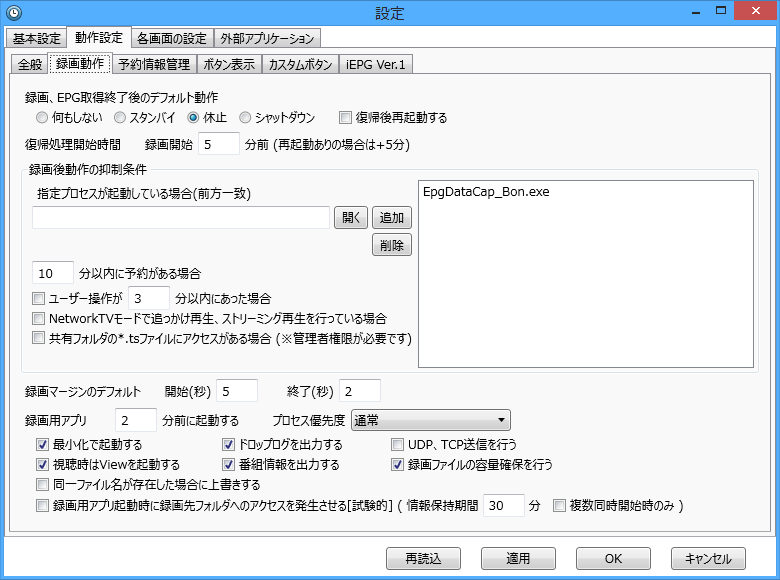 設定
基本設定 動作設定 各画面の設定 外部アプリケーション
全般 録画動作 予約情報管理 ボタン表示 カスタムボタン iEPG Ver.1
録画、EPG取得終了後のデフォルト動作
何もしない スタンバイ 休止 シャットダウン 復帰後再起動する
復帰処理開始時間 録画開始 5 分前 (再起動ありの場合は+5分)
録画後動作の抑制条件
指定プロセスが起動している場合(前方一致)
EpgDataCap_Bon.exe
開く 追加
削除
10 分以内に予約がある場合
ユーザー操作が 3 分以内にあった場合
NetworkTVモードで追っかけ再生、ストリーミング再生を行っている場合
共有フォルダの*.tsファイルにアクセスがある場合 (※管理者権限が必要です)
録画マージンのデフォルト 開始(秒) 5 終了(秒) 2
録画用アプリ 2 分前に起動する プロセス優先度 通常
最小化で起動する ドロップログを出力する UDP、TCP送信を行う
視聴時はViewを起動する 番組情報を出力する 録画ファイルの容量確保を行う
同一ファイル名が存在した場合に上書きする
録画用アプリ起動時に録画先フォルダへのアクセスを発生させる[試験的] ( 情報保持期間 30 分 複数同時開始時のみ )
再読込 適用 OK キャンセル